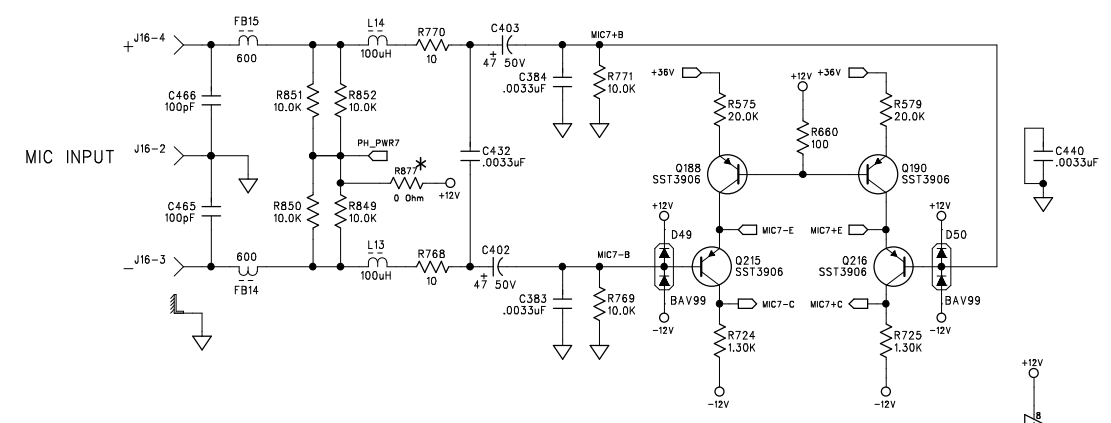 MIC INPUT
+ J16-4
J16-2
− J16-3
FB15
600
C466
100pF
C465
100pF
600
FB14
R851
10.0K
R852
10.0K
PH_PWR7
R877 *
0 Ohm
+12V
R850
10.0K
R849
10.0K
L14
100uH
R770
10
L13
100uH
R768
10
C432
.0033uF
C403
+
47 50V
C402
+
47 50V
C384
.0033uF
MIC7+B
R771
10.0K
MIC7-B
C383
.0033uF
R769
10.0K
+36V
R575
20.0K
+12V
R660
100
+36V
R579
20.0K
Q188
SST3906
Q190
SST3906
+12V
D49
BAV99
-12V
MIC7-E
MIC7+E
Q215
SST3906
Q216
SST3906
+12V
D50
BAV99
-12V
MIC7-C
MIC7+C
R724
1.30K
-12V
R725
1.30K
-12V
C440
.0033uF
+12V
8